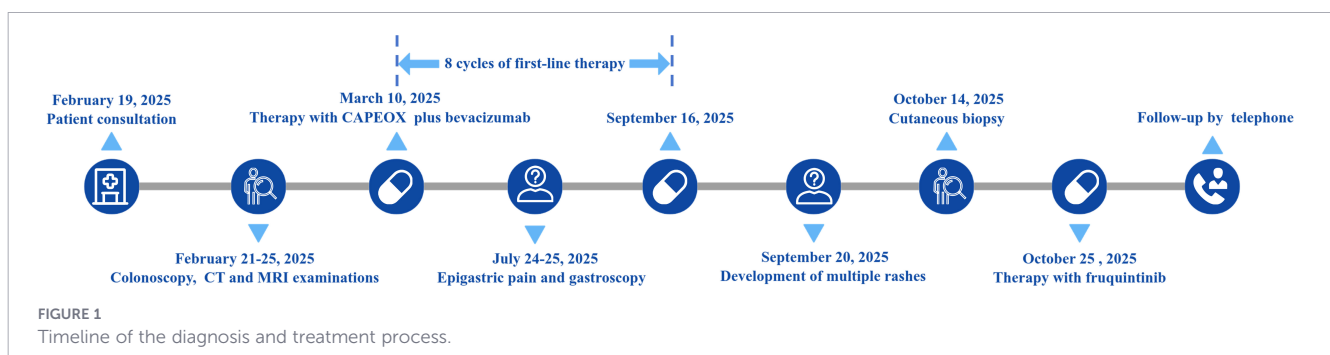 8 cycles of first-line therapy
February 19, 2025
Patient consultation
March 10, 2025
Therapy with CAPEOX plus bevacizumab
September 16, 2025
October 14, 2025
Cutaneous biopsy
Follow-up by telephone
?
?
February 21-25, 2025
Colonoscopy, CT and MRI examinations
July 24-25, 2025
Epigastric pain and gastroscopy
September 20, 2025
Development of multiple rashes
October 25 , 2025
Therapy with fruquintinib
FIGURE 1
Timeline of the diagnosis and treatment process.